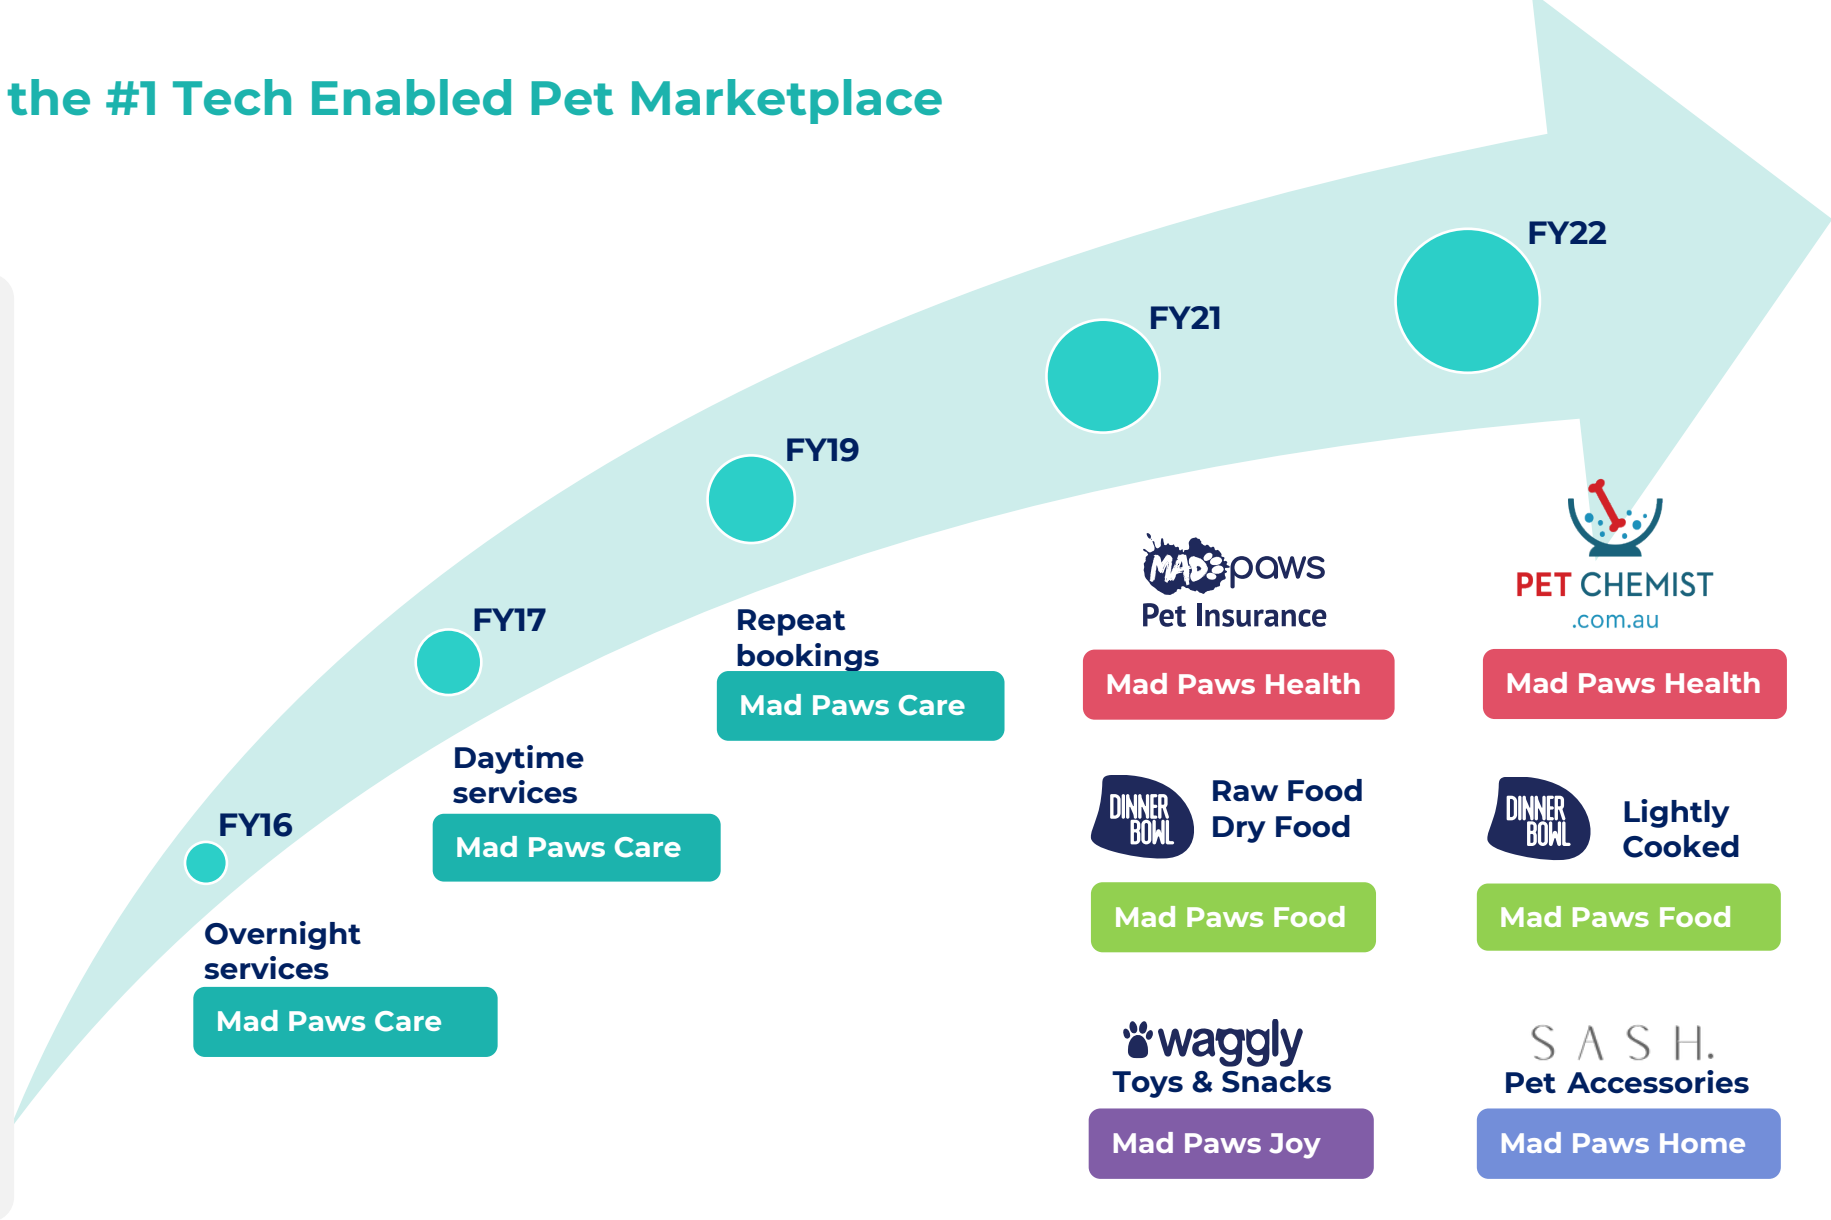 the #1 Tech Enabled Pet Marketplace
FY16
Overnight
services
Mad Paws Care
FY17
Daytime
services
Mad Paws Care
FY19
Repeat
bookings
Mad Paws Care
FY21
MAD paws
Pet Insurance
Mad Paws Health
DINNER
BOWL
Raw Food
Dry Food
Mad Paws Food
waggly
Toys & Snacks
Mad Paws Joy
FY22
PET CHEMIST
.com.au
Mad Paws Health
DINNER
BOWL
Lightly
Cooked
Mad Paws Food
SASH.
Pet Accessories
Mad Paws Home